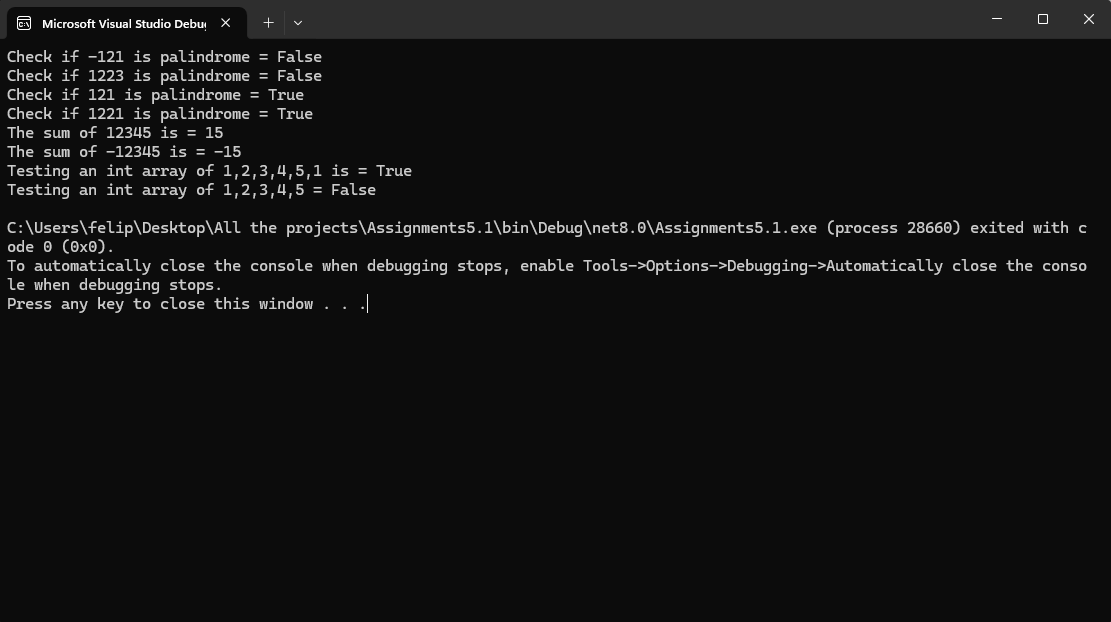 Microsoft Visual Studio Debug
Check if -121 is palindrome = False
Check if 1223 is palindrome = False
Check if 121 is palindrome = True
Check if 1221 is palindrome = True
The sum of 12345 is = 15
The sum of -12345 is = -15
Testing an int array of 1,2,3,4,5,1 is = True
Testing an int array of 1,2,3,4,5 = False
C:\Users\felip\Desktop\All the projects\Assignments5.1\bin\Debug\net8.0\Assignments5.1.exe (process 28660) exited with c
ode 0 (0x0).
To automatically close the console when debugging stops, enable Tools->Options->Debugging->Automatically close the conso
le when debugging stops.
Press any key to close this window . . .